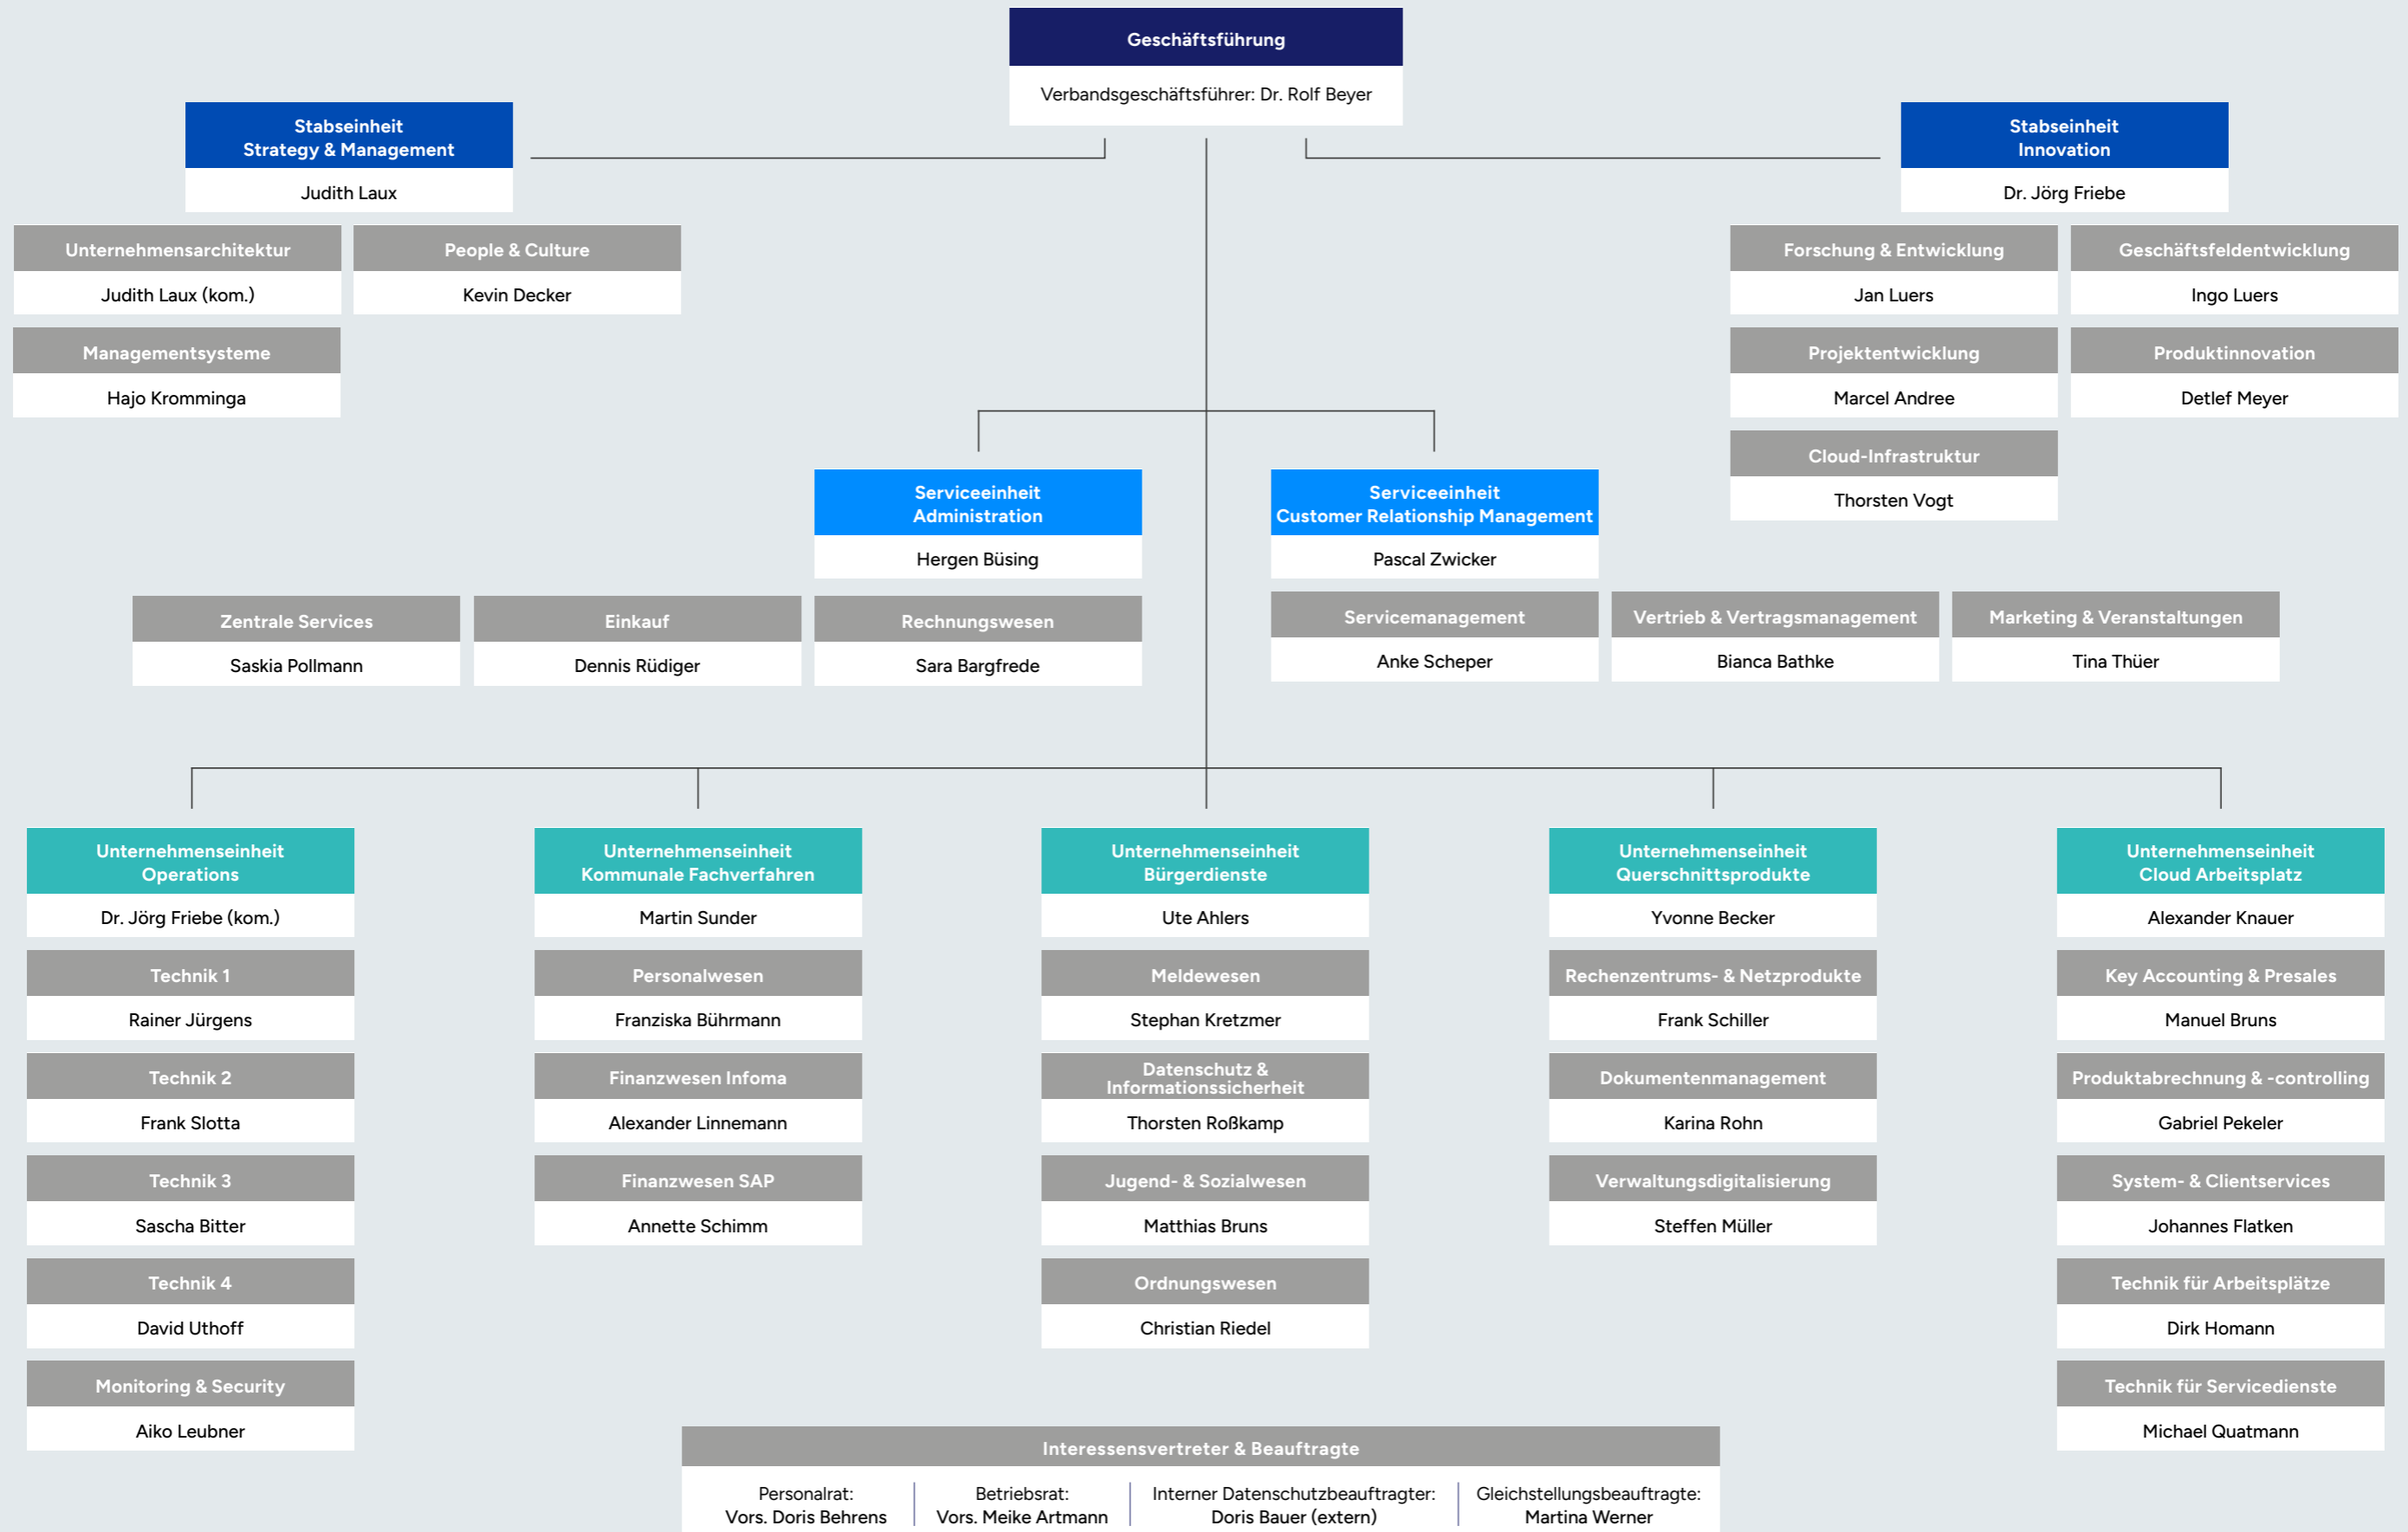 Geschäftsführung
Verbandsgeschäftsführer: Dr. Rolf Beyer
Stabseinheit
Strategy & Management
Judith Laux
Unternehmensarchitektur
Judith Laux (kom.)
People & Culture
Kevin Decker
Managementsysteme
Hajo Kromminga
Stabseinheit
Innovation
Dr. Jörg Friebe
Forschung & Entwicklung
Jan Luers
Geschäftsfeldentwicklung
Ingo Luers
Projektentwicklung
Marcel Andree
Produktinnovation
Detlef Meyer
Cloud-Infrastruktur
Thorsten Vogt
Serviceeinheit
Administration
Hergen Büsing
Zentrale Services
Saskia Pollmann
Einkauf
Dennis Rüdiger
Rechnungswesen
Sara Bargfrede
Serviceeinheit
Customer Relationship Management
Pascal Zwicker
Servicemanagement
Anke Scheper
Vertrieb & Vertragsmanagement
Bianca Bathke
Marketing & Veranstaltungen
Tina Thüer
Unternehmenseinheit
Operations
Dr. Jörg Friebe (kom.)
Technik 1
Rainer Jürgens
Technik 2
Frank Slotta
Technik 3
Sascha Bitter
Technik 4
David Uthoff
Monitoring & Security
Aiko Leubner
Unternehmenseinheit
Kommunale Fachverfahren
Martin Sunder
Personalwesen
Franziska Bührmann
Finanzwesen Infoma
Alexander Linnemann
Finanzwesen SAP
Annette Schimm
Unternehmenseinheit
Bürgerdienste
Ute Ahlers
Meldewesen
Stephan Kretzmer
Datenschutz &
Informationssicherheit
Thorsten Roßkamp
Jugend- & Sozialwesen
Matthias Bruns
Ordnungswesen
Christian Riedel
Unternehmenseinheit
Querschnittsprodukte
Yvonne Becker
Rechenzentrums- & Netzprodukte
Frank Schiller
Dokumentenmanagement
Karina Rohn
Verwaltungsdigitalisierung
Steffen Müller
Unternehmenseinheit
Cloud Arbeitsplatz
Alexander Knauer
Key Accounting & Presales
Manuel Bruns
Produktabrechnung & -controlling
Gabriel Pekeler
System- & Clientservices
Johannes Flatken
Technik für Arbeitsplätze
Dirk Homann
Technik für Servicedienste
Michael Quatmann
Interessensvertreter & Beauftragte
Personalrat:
Vors. Doris Behrens
Betriebsrat:
Vors. Meike Artmann
Interner Datenschutzbeauftragter:
Doris Bauer (extern)
Gleichstellungsbeauftragte:
Martina Werner